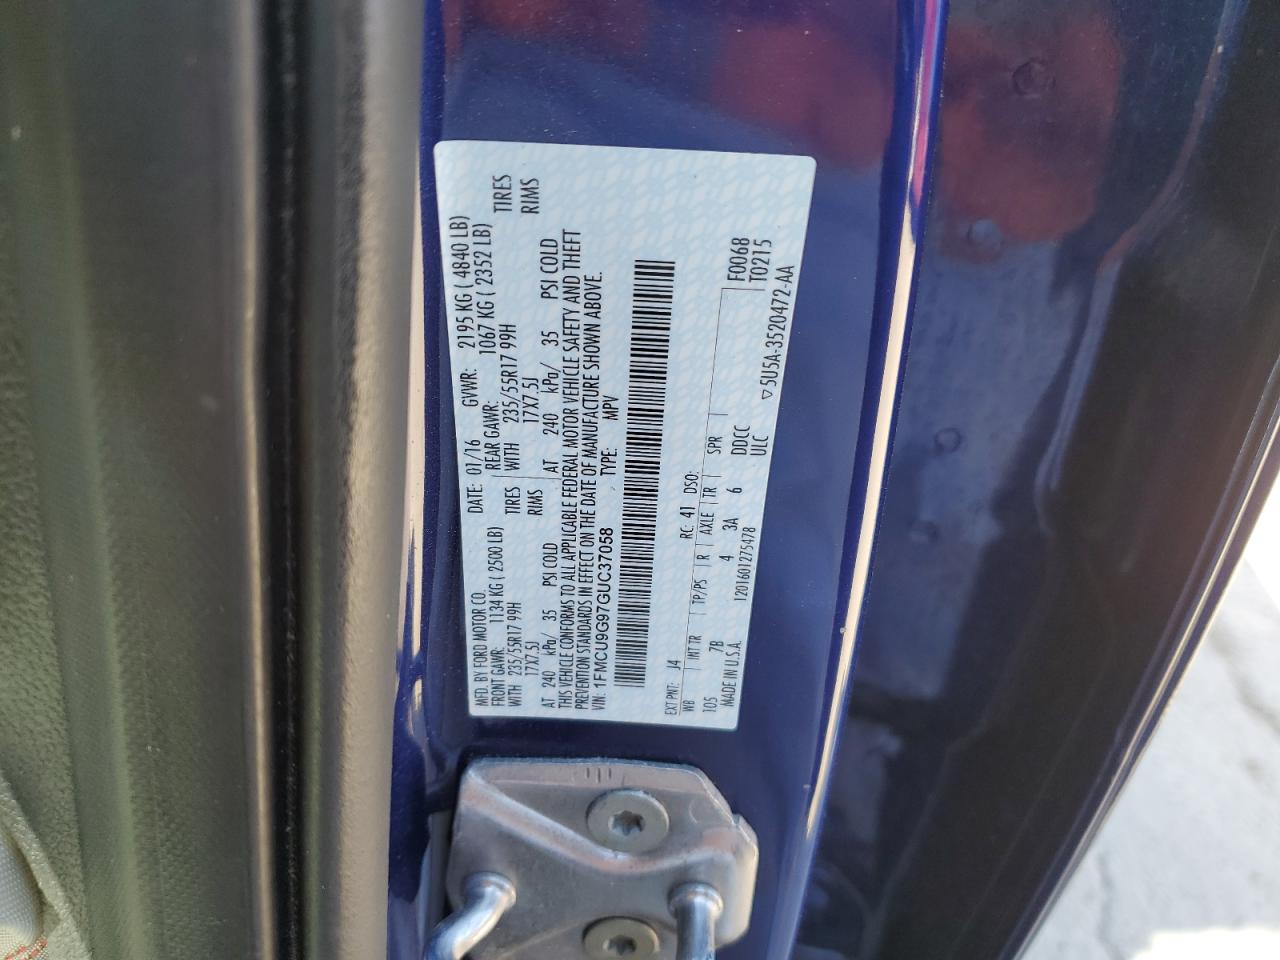 MFD. BY FORD MOTOR CO.
DATE: 01/16 GVWR: 2195 KG ( 4840 LB)
FRONT GAWR: 1134 KG ( 2500 LB) REAR GAWR: 1067 KG ( 2352 LB)
WITH 235/55R17 99H TIRES WITH 235/55R17 99H TIRES
17X7.5J RIMS 17X7.5J RIMS
AT 240 kPa/ 35 PSI COLD AT 240 kPa/ 35 PSI COLD
THIS VEHICLE CONFORMS TO ALL APPLICABLE FEDERAL MOTOR VEHICLE SAFETY AND THEFT
PREVENTION STANDARDS IN EFFECT ON THE DATE OF MANUFACTURE SHOWN ABOVE.
VIN: 1FMCU9G97GUC37058 TYPE: MPV
EXT PNT: J4 RC: 41 DSO:
WB INT TR TP/PS R AXLE TR SPR
105 7B 4 3A 6 DDCC F0068
MADE IN U.S.A. 1201601275478 ULC T0215
▽5U5A-3520472-AA